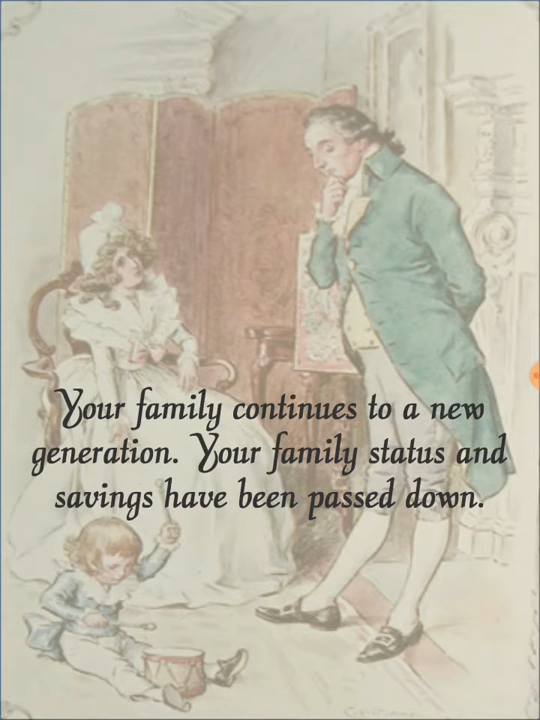 Your family continues to a new
generation. Your family status and
savings have been passed down.